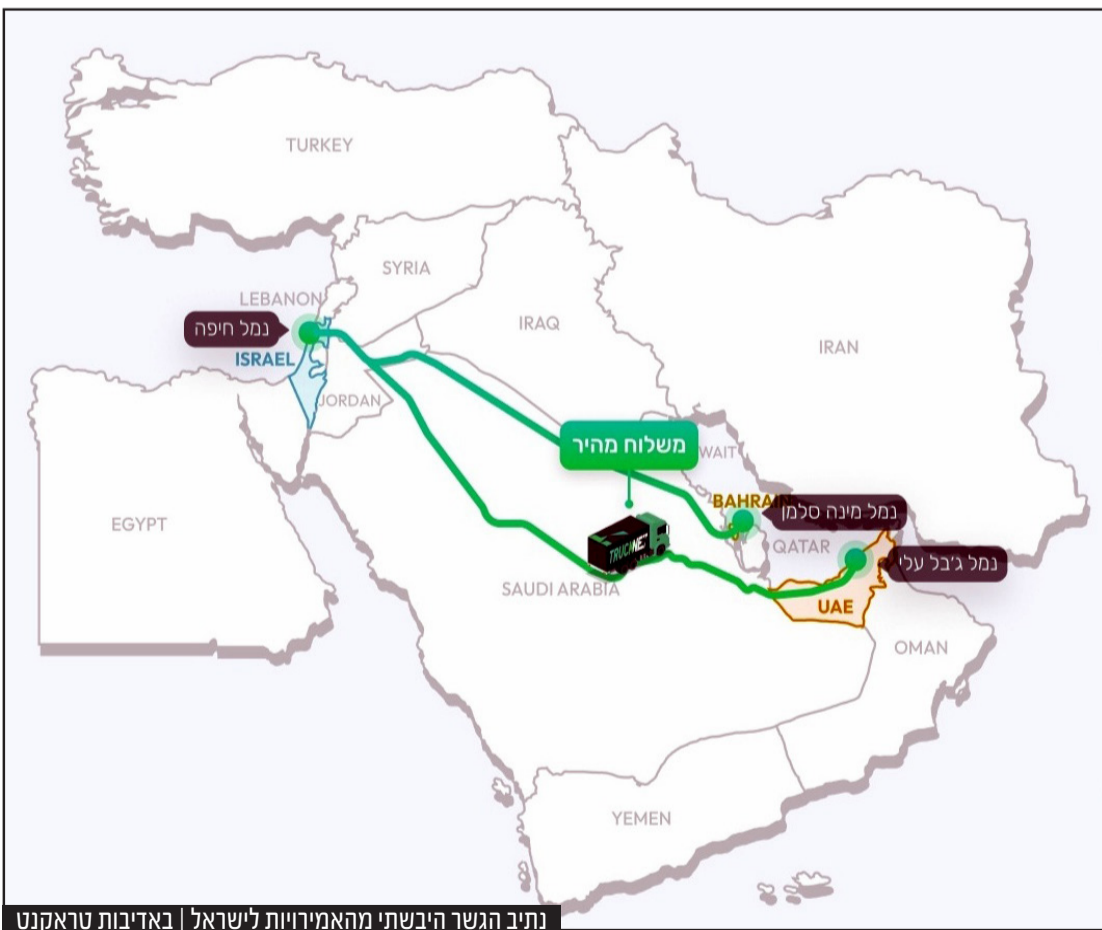 TURKEY
SYRIA
LEBANON
נמל חיפה
ISRAEL
JORDAN
IRAQ
IRAN
משלוח מהיר
WAIT
BAHRAIN
נמל מינה סלמן
QATAR
נמל ג'בל עלי
EGYPT
SAUDI ARABIA
UAE
OMAN
YEMEN
נתיב הגשר היבשתי מהאמירויות לישראל | באדיבות טראקנט